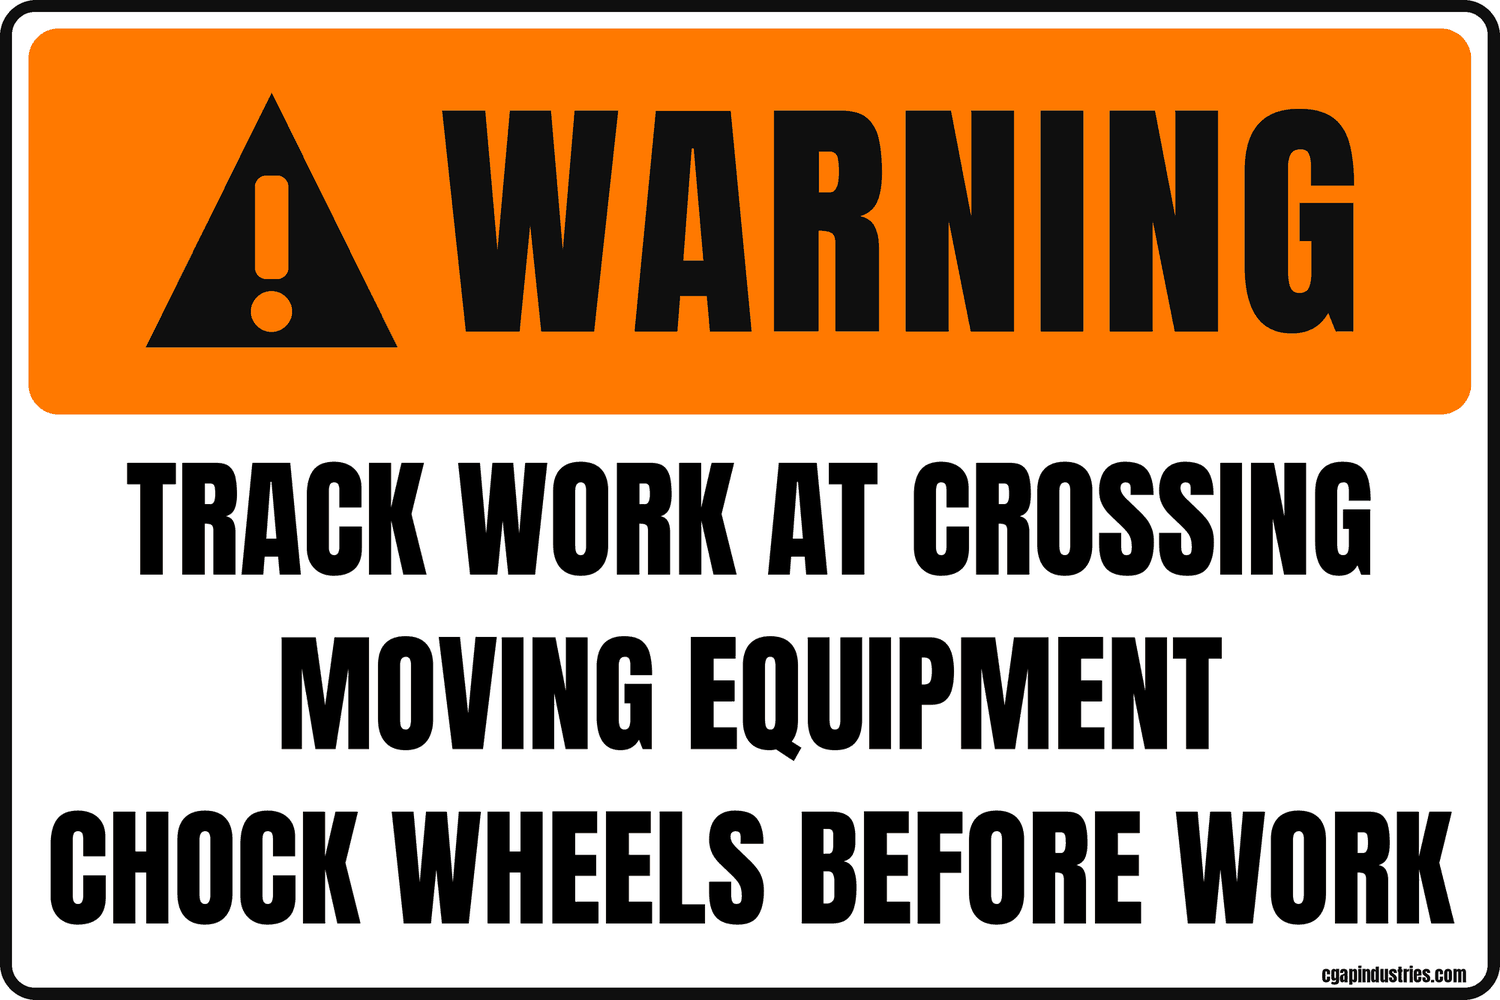 WARNING
TRACK WORK AT CROSSING
MOVING EQUIPMENT
CHOCK WHEELS BEFORE WORK
cgapindustries.com